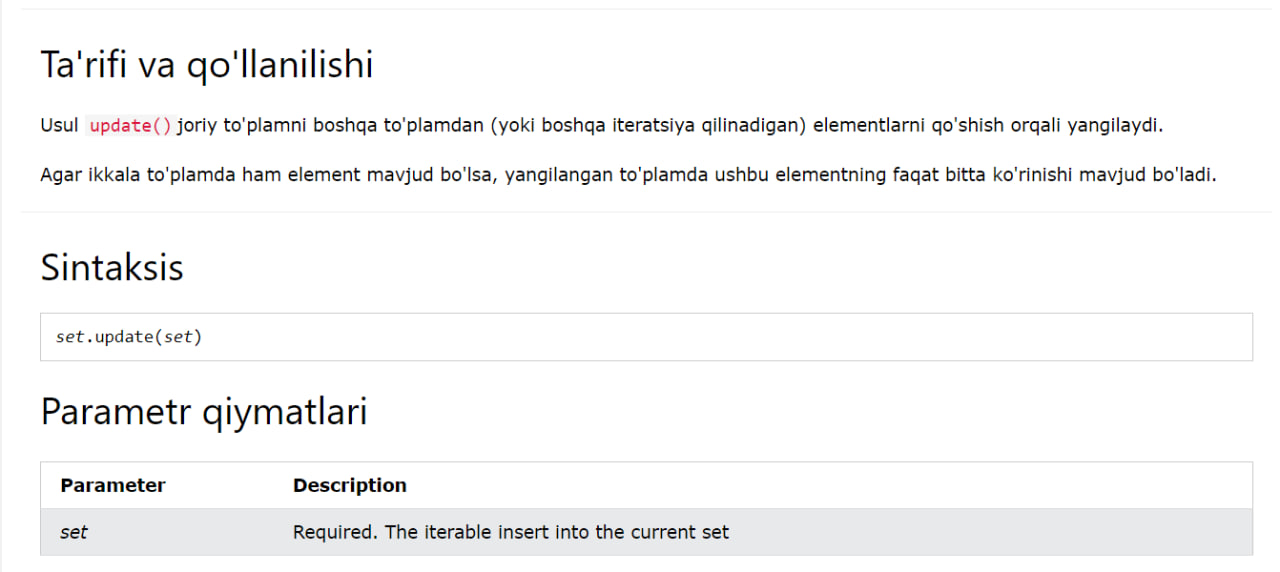 Ta'rifi va qo'llanilishi
Usul update() joriy to'plamni boshqa to'plamdan (yoki boshqa iteratsiya qilinadigan) elementlarni qo'shish orqali yangilaydi.
Agar ikkala to'plamda ham element mavjud bo'lsa, yangilangan to'plamda ushbu elementning faqat bitta ko'rinishi mavjud bo'ladi.
Sintaksis
set.update(set)
Parametr qiymatlari
Parameter Description
set Required. The iterable insert into the current set